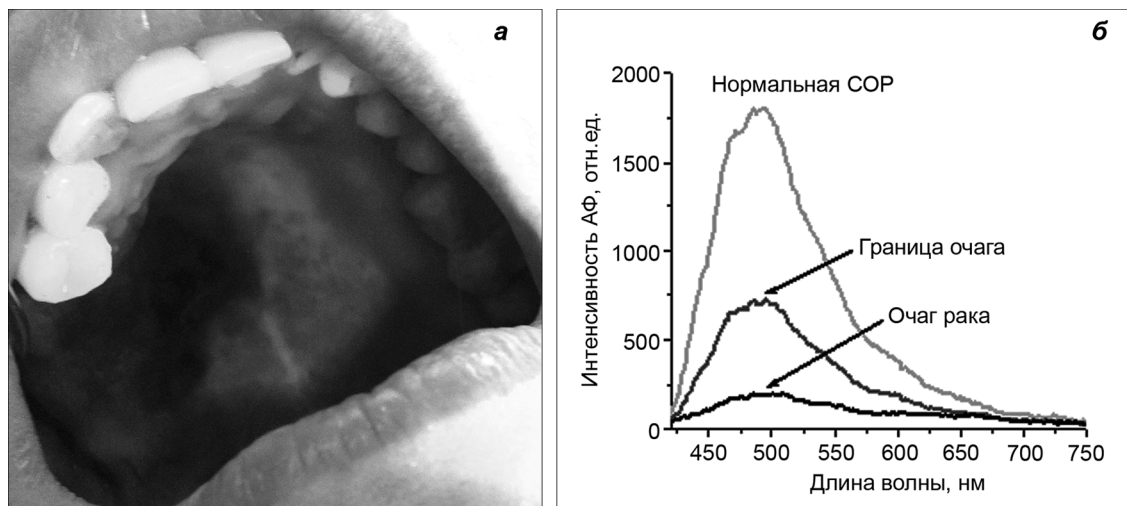 а
б
Интенсивность АФ, отн.ед.
2000
1500
1000
500
0
Нормальная СОР
Граница очага
Очаг рака
450 500 550 600 650 700 750
Длина волны, нм